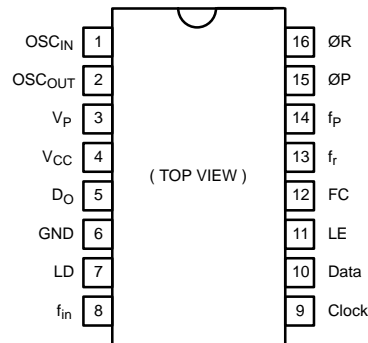 OSCIN 1 16 ØR
OSCOUT 2 15 ØP
VP 3 14 fP
VCC 4 13 fr
( TOP VIEW )
DO 5 12 FC
GND 6 11 LE
LD 7 10 Data
fin 8 9 Clock